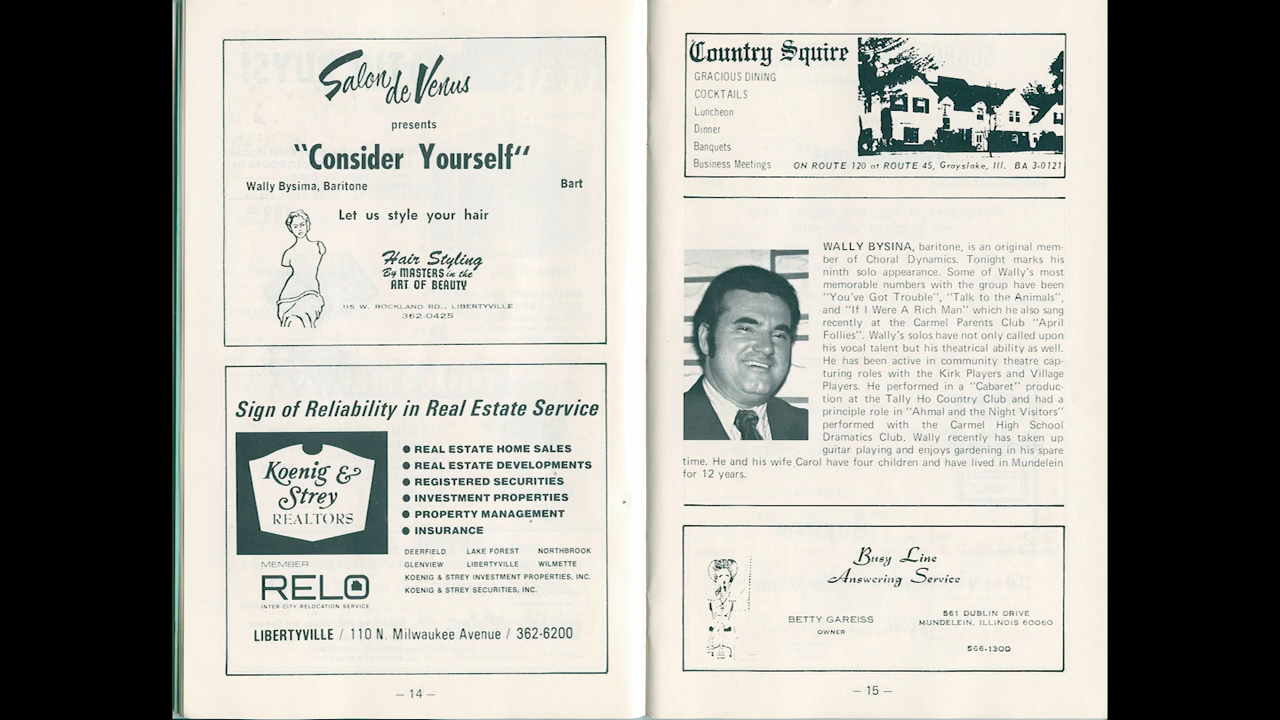 Salon de Venus
presents
"Consider Yourself"
Wally Bysima, Baritone
Bart
Let us style your hair
Hair Styling
By MASTERS in the
ART OF BEAUTY
115 W. ROCKLAND RD., LIBERTYVILLE
362-0425
Sign of Reliability in Real Estate Service
Koenig &
Strey
REALTORS
● REAL ESTATE HOME SALES
● REAL ESTATE DEVELOPMENTS
● REGISTERED SECURITIES
● INVESTMENT PROPERTIES
● PROPERTY MANAGEMENT
● INSURANCE
DEERFIELD LAKE FOREST NORTHBROOK
GLENVIEW LIBERTYVILLE WILMETTE
KOENIG & STREY INVESTMENT PROPERTIES, INC.
KOENIG & STREY SECURITIES, INC.
MEMBER
RELO
INTER-CITY RELOCATION SERVICE
LIBERTYVILLE / 110 N. Milwaukee Avenue / 362-6200
— 14 —
Country Squire
GRACIOUS DINING
COCKTAILS
Luncheon
Dinner
Banquets
Business Meetings
ON ROUTE 120 at ROUTE 45, Grayslake, Ill. BA 3-0121
WALLY BYSINA, baritone, is an original mem-
ber of Choral Dynamics. Tonight marks his
ninth solo appearance. Some of Wally's most
memorable numbers with the group have been
"You've Got Trouble", "Talk to the Animals",
and "If I Were A Rich Man" which he also sang
recently at the Carmel Parents Club "April
Follies". Wally's solos have not only called upon
his vocal talent but his theatrical ability as well.
He has been active in community theatre cap-
turing roles with the Kirk Players and Village
Players. He performed in a "Cabaret" produc-
tion at the Tally Ho Country Club and had a
principle role in "Ahmal and the Night Visitors"
performed with the Carmel High School
Dramatics Club. Wally recently has taken up
guitar playing and enjoys gardening in his spare
time. He and his wife Carol have four children and have lived in Mundelein
for 12 years.
Busy Line
Answering Service
BETTY GAREISS
OWNER
561 DUBLIN DRIVE
MUNDELEIN, ILLINOIS 60060
566-1300
— 15 —